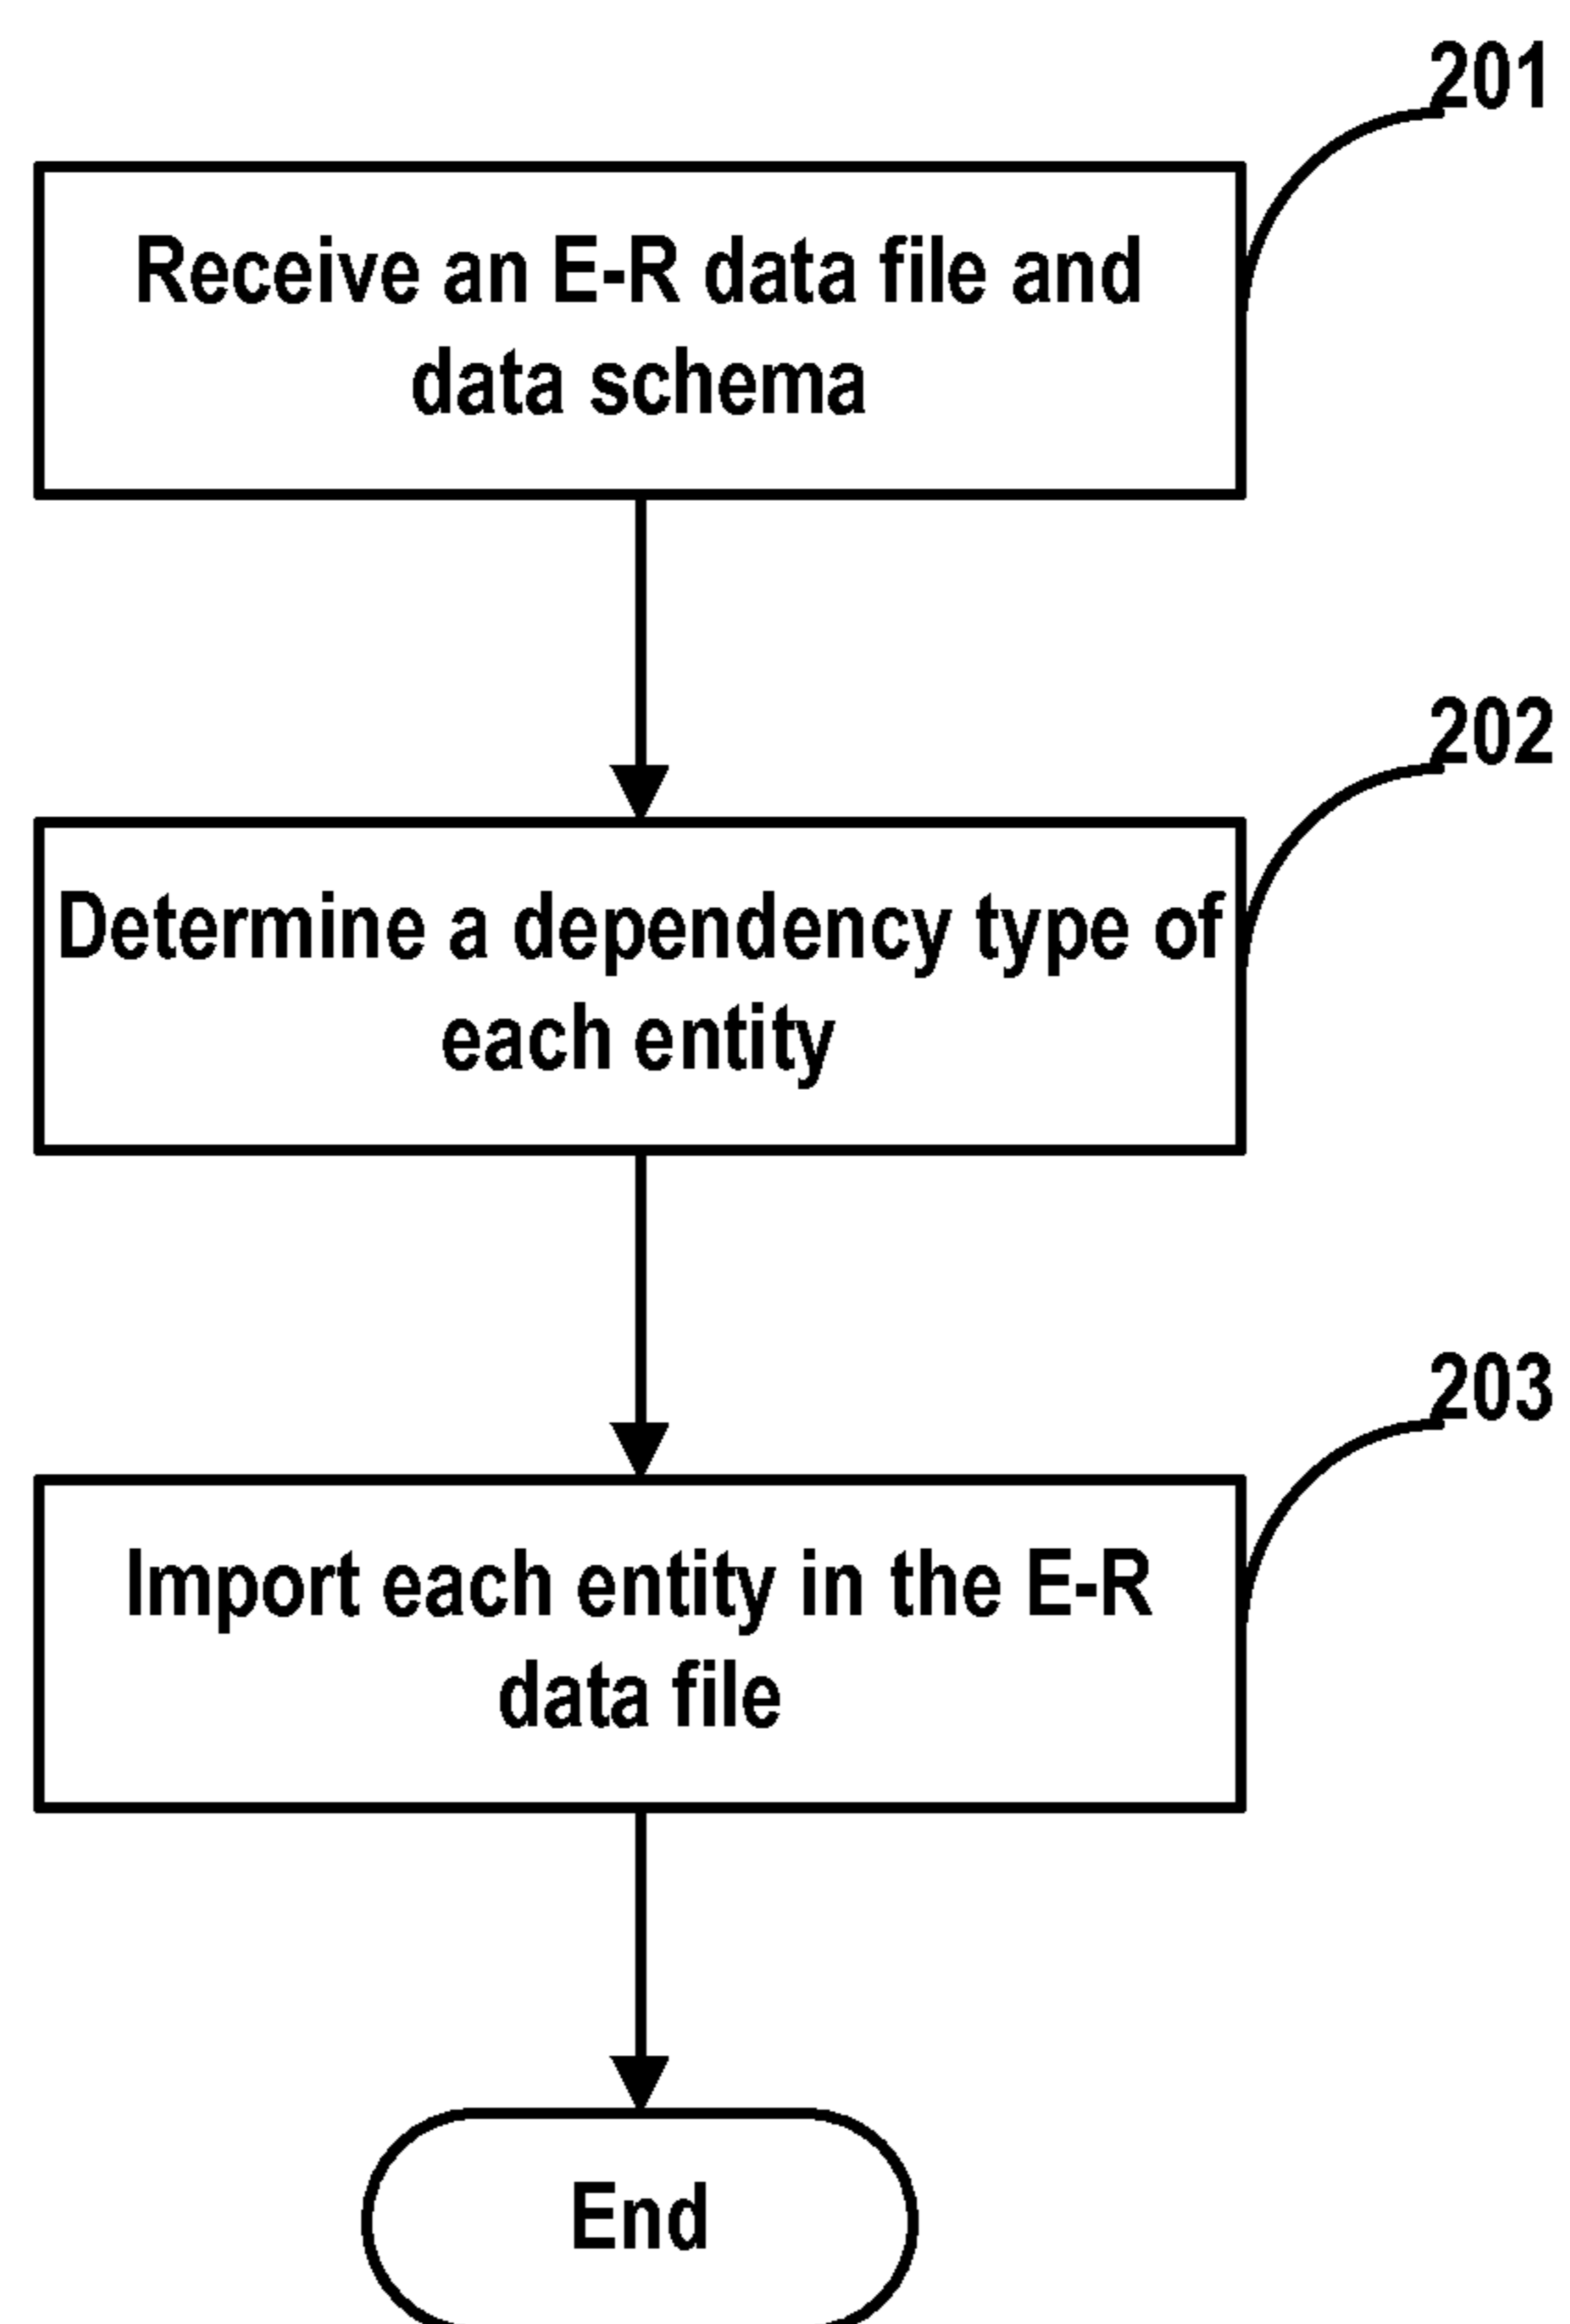 201
Receive an E-R data file and
data schema
202
Determine a dependency type of
each entity
203
Import each entity in the E-R
data file
End